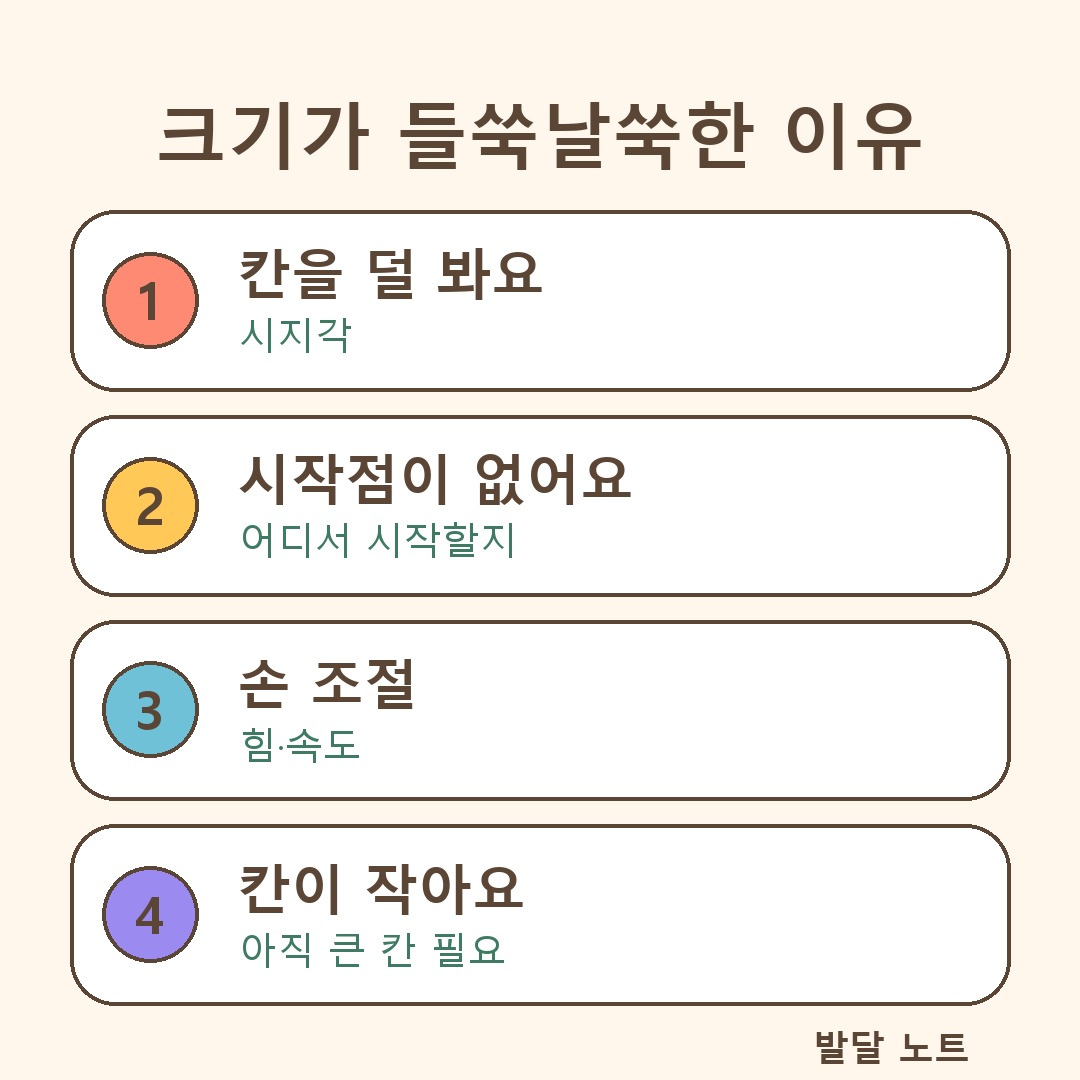 크기가 들쑥날쑥한 이유
1
칸을 덜 봐요
시지각
2
시작점이 없어요
어디서 시작할지
3
손 조절
힘·속도
4
칸이 작아요
아직 큰 칸 필요
발달 노트